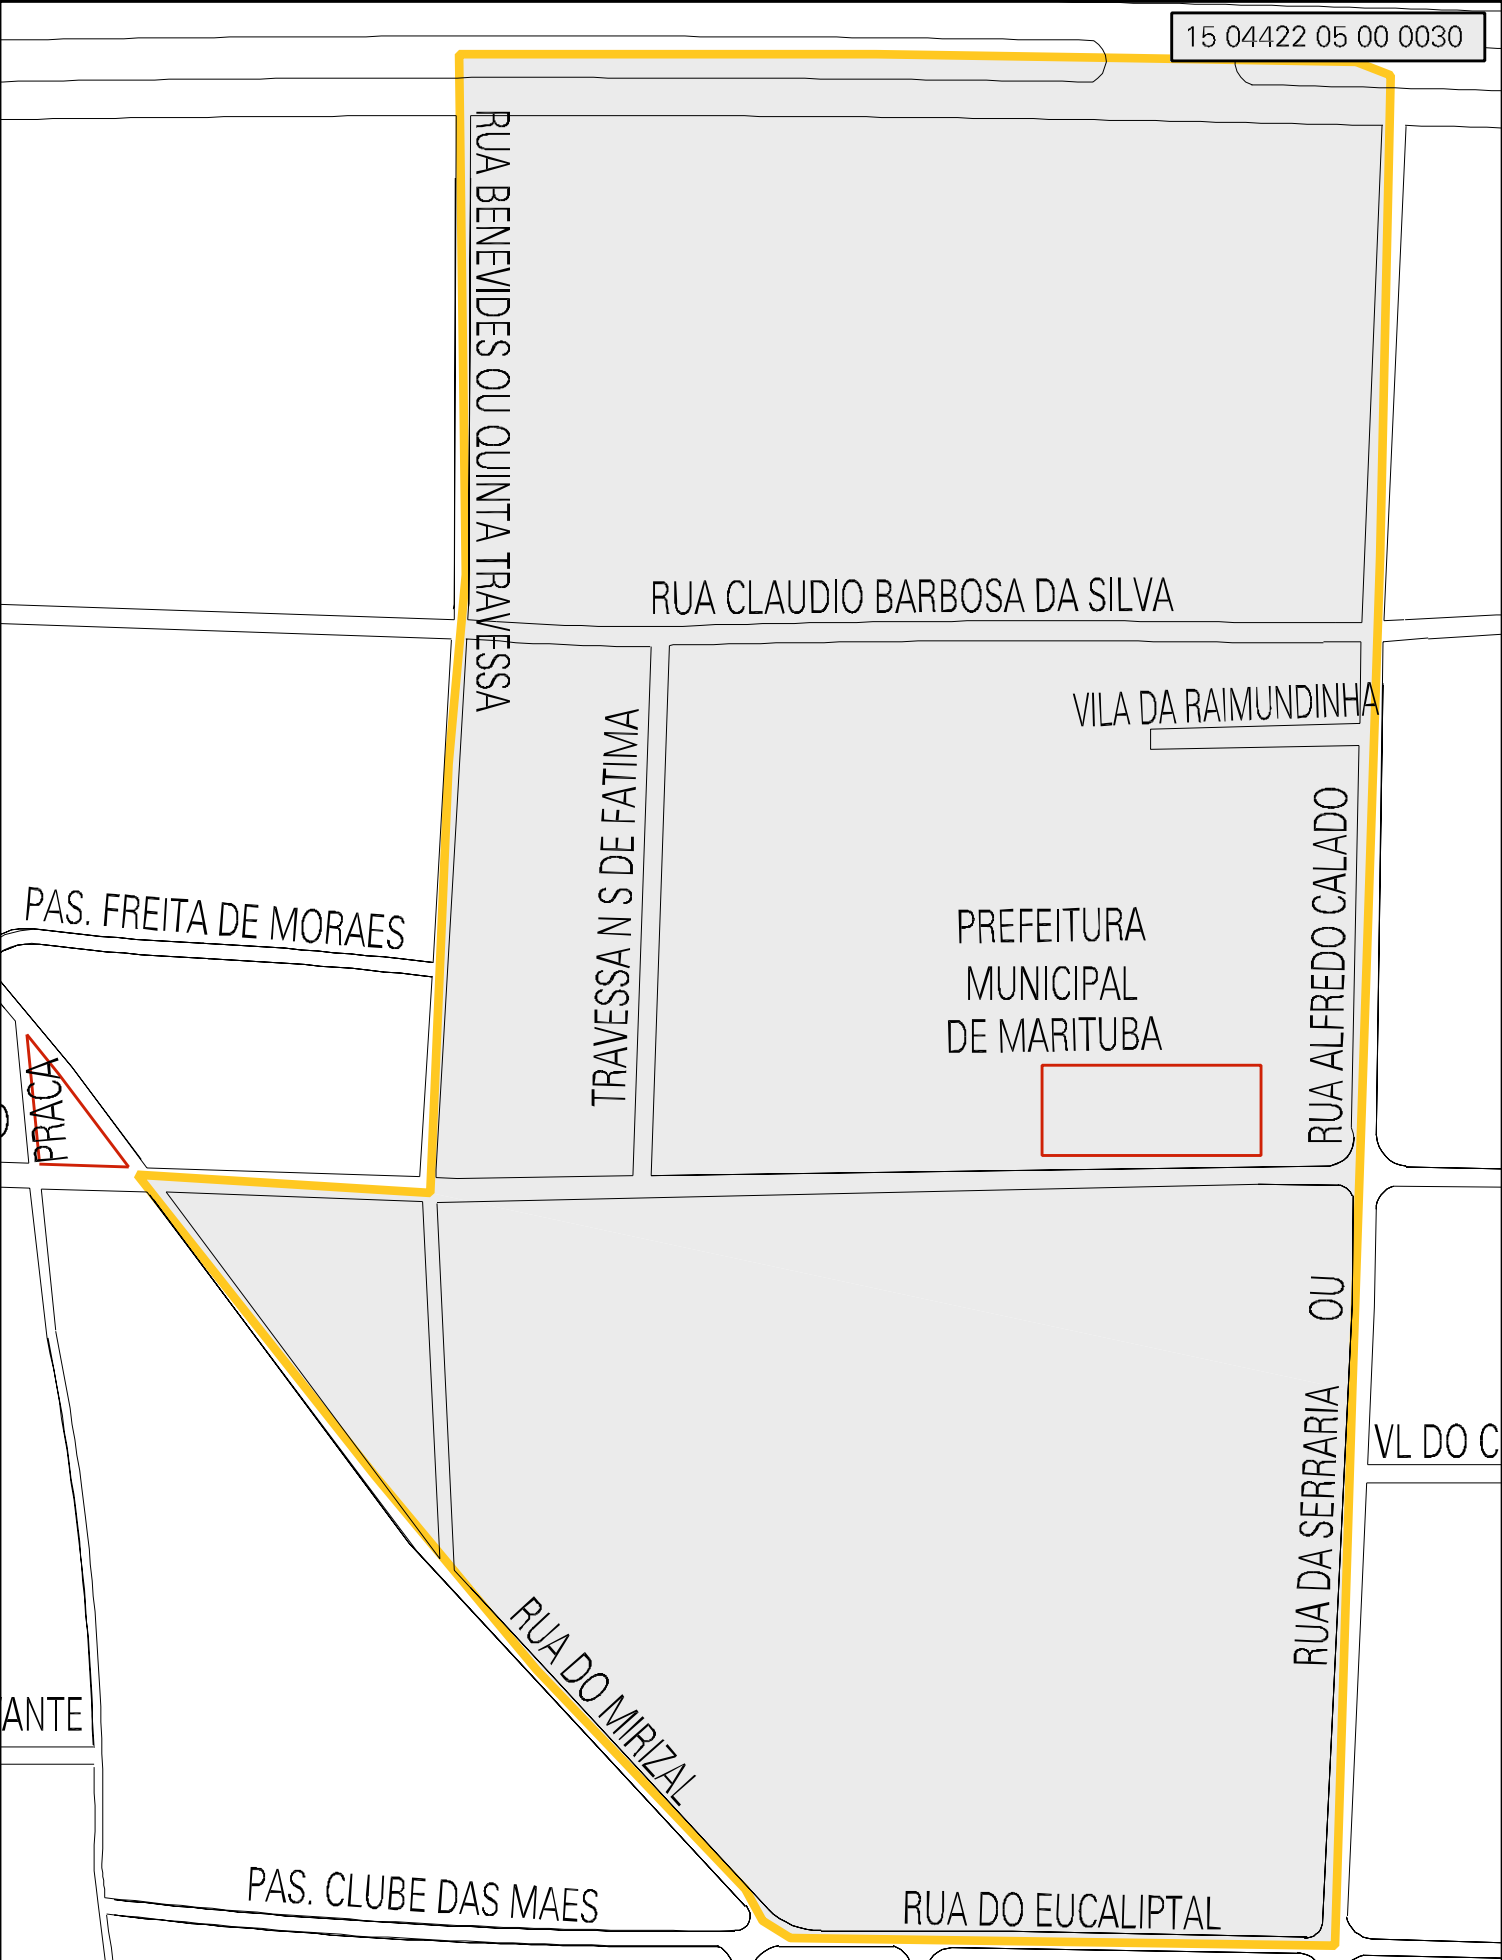 15 04422 05 00 0030
RUA BENEVIDES OU QUINTA TRAVESSA
RUA CLAUDIO BARBOSA DA SILVA
VILA DA RAIMUNDINHA
TRAVESSA N S DE FATIMA
RUA ALFREDO CALADO
PAS. FREITA DE MORAES
PREFEITURA
MUNICIPAL
DE MARITUBA
PRACA
OU
RUA DA SERRARIA
VL DO C
RUA DO MIRIZAL
ANTE
PAS. CLUBE DAS MAES
RUA DO EUCALIPTAL